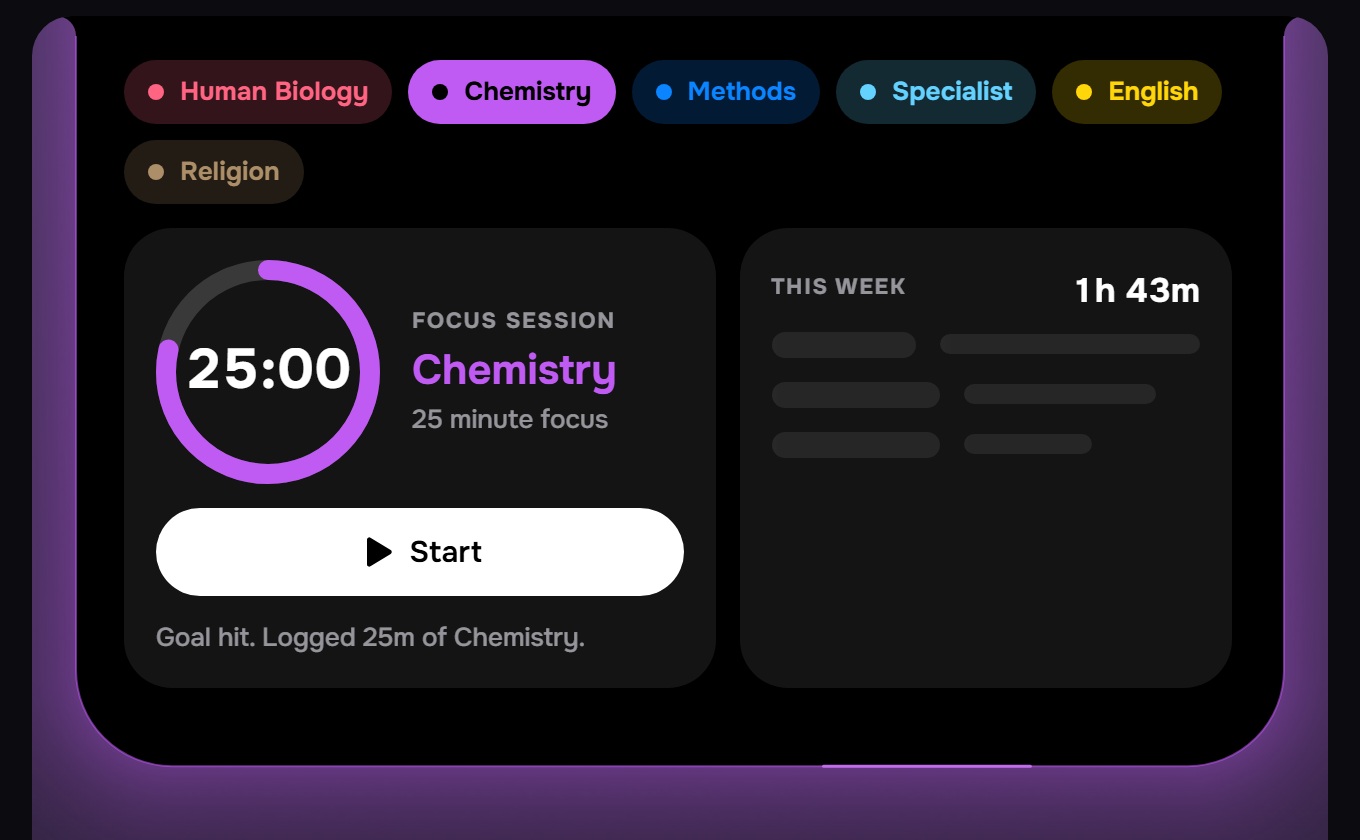 Human Biology
Chemistry
Methods
Specialist
English
Religion
25:00
FOCUS SESSION
Chemistry
25 minute focus
Start
Goal hit. Logged 25m of Chemistry.
THIS WEEK
1h 43m